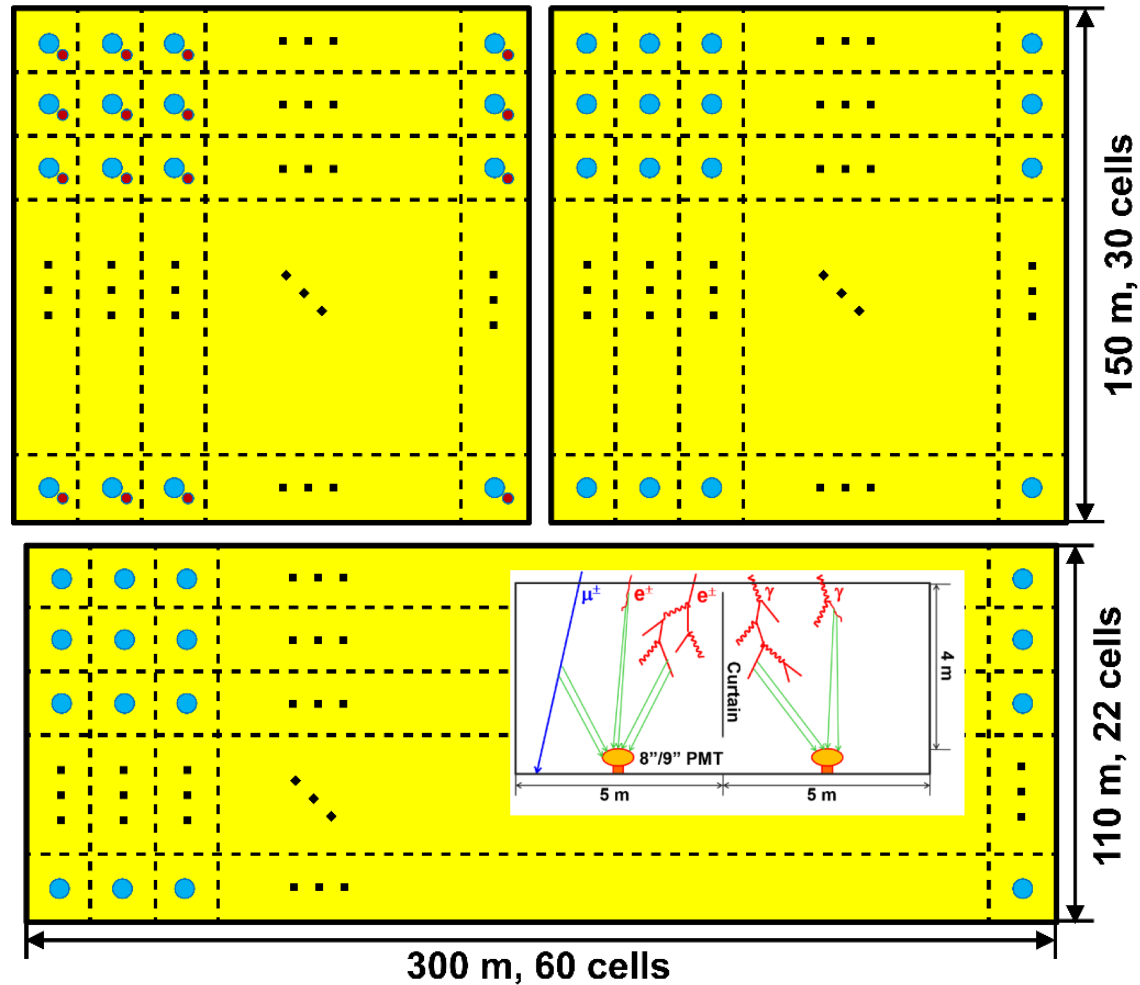 150 m, 30 cells
μ±
e±
e±
γ
γ
Curtain
4 m
8”/9” PMT
5 m
5 m
110 m, 22 cells
300 m, 60 cells